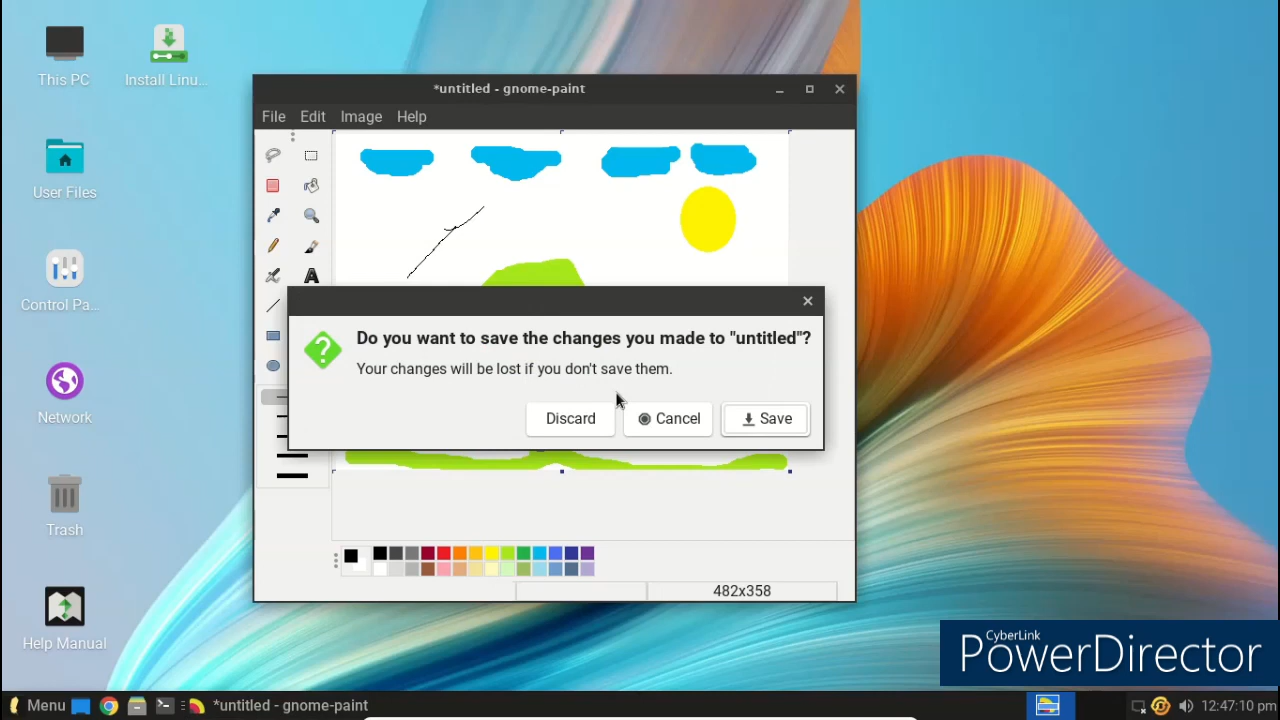 This PC
Install Linu...
User Files
Control Pa...
Network
Trash
Help Manual
*untitled - gnome-paint
File Edit Image Help
A
Do you want to save the changes you made to "untitled"?
Your changes will be lost if you don't save them.
Discard
Cancel
Save
482x358
CyberLink
PowerDirector
Menu
*untitled - gnome-paint
12:47:10 pm